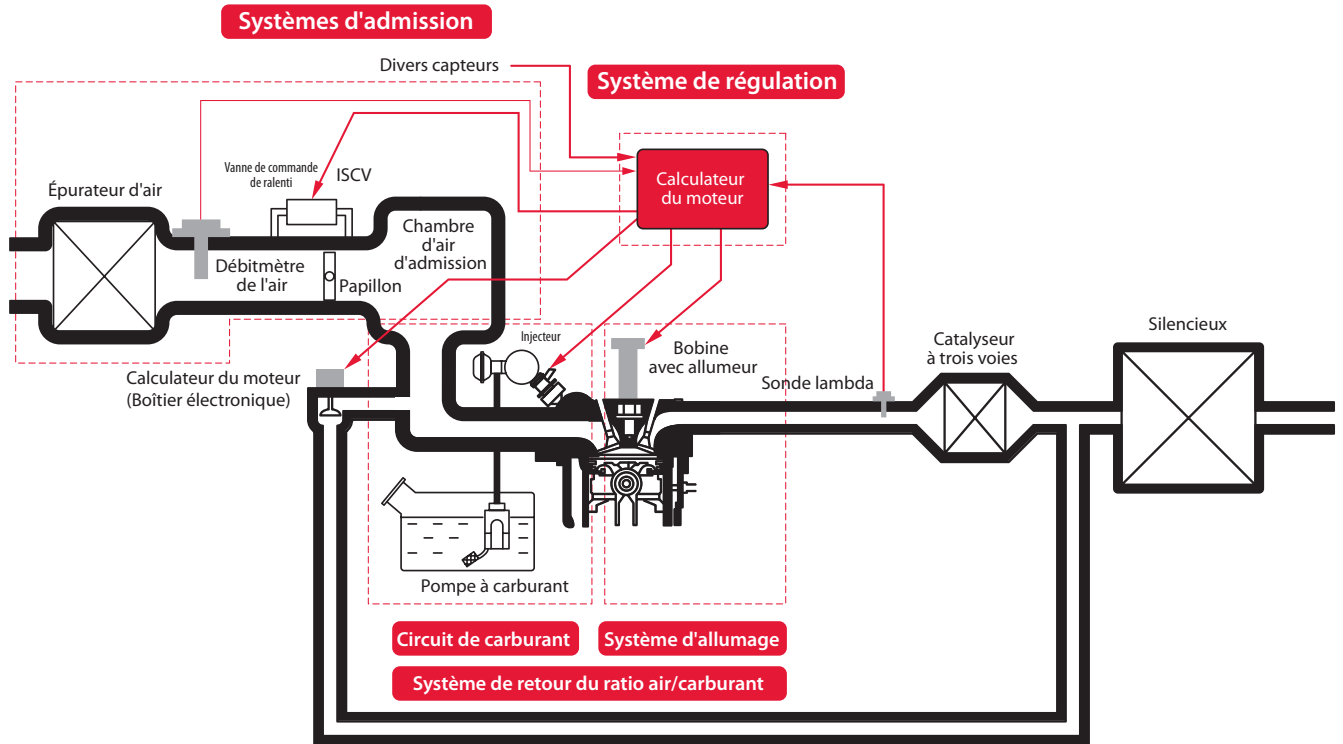 Systèmes d'admission
Divers capteurs
Système de régulation
Vanne de commande
de ralenti
ISCV
Épurateur d'air
Calculateur
du moteur
Chambre
d'air
d'admission
Débitmètre
de l'air
Papillon
Injecteur
Bobine
avec allumeur
Catalyseur
à trois voies
Silencieux
Sonde lambda
Calculateur du moteur
(Boîtier électronique)
Pompe à carburant
Circuit de carburant
Système d'allumage
Système de retour du ratio air/carburant